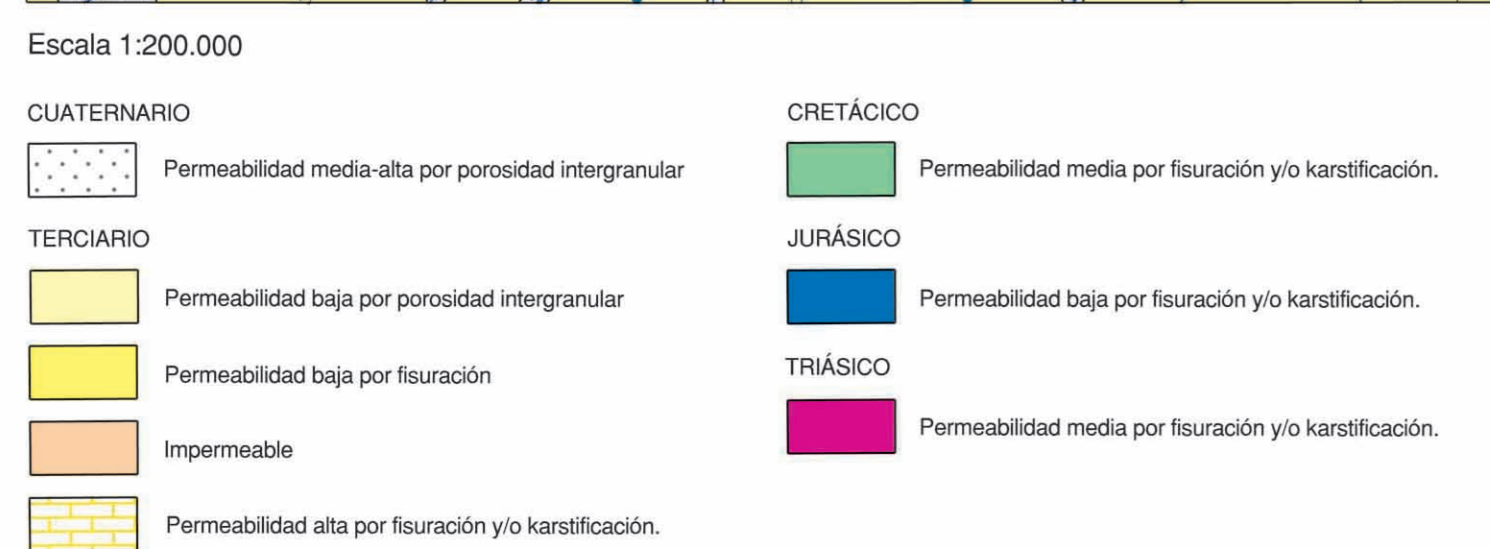 Escala 1:200.000
CUATERNARIO
Permeabilidad media-alta por porosidad intergranular
TERCIARIO
Permeabilidad baja por porosidad intergranular
Permeabilidad baja por fisuración
Impermeable
Permeabilidad alta por fisuración y/o karstificación.
CRETÁCICO
Permeabilidad media por fisuración y/o karstificación.
JURÁSICO
Permeabilidad baja por fisuración y/o karstificación.
TRIÁSICO
Permeabilidad media por fisuración y/o karstificación.